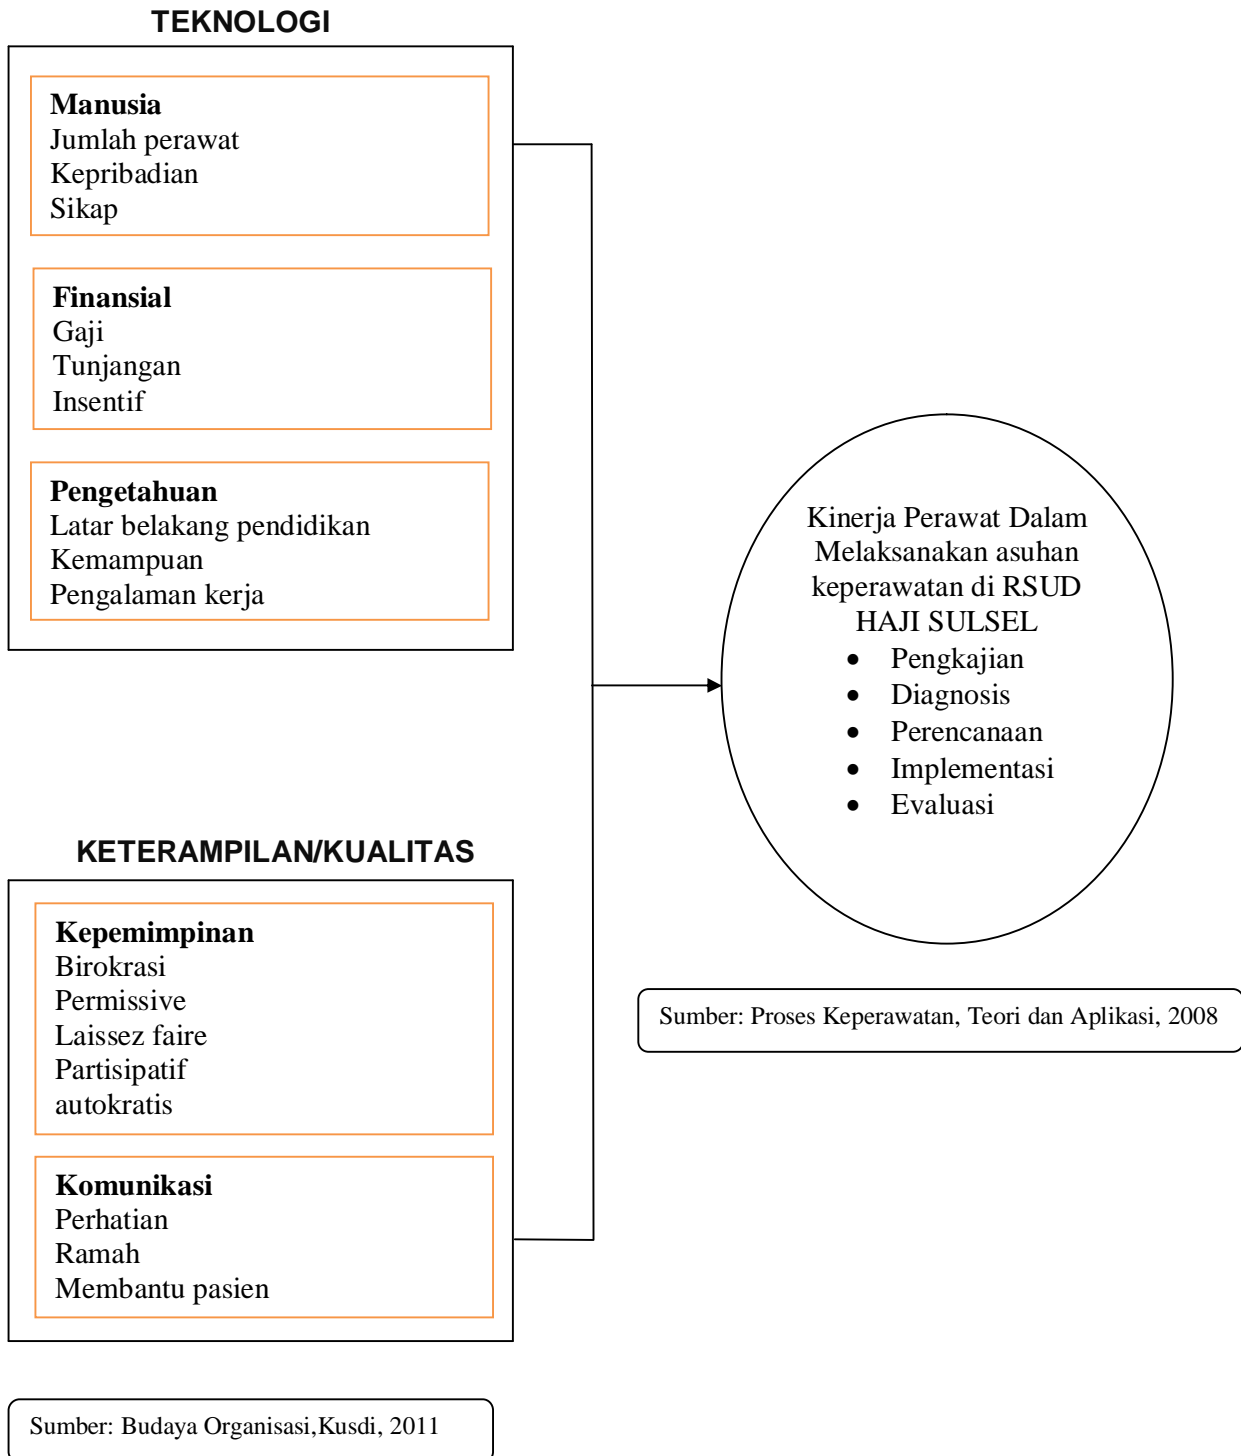 TEKNOLOGI
Manusia
Jumlah perawat
Kepribadian
Sikap
Finansial
Gaji
Tunjangan
Insentif
Pengetahuan
Latar belakang pendidikan
Kemampuan
Pengalaman kerja
Kinerja Perawat Dalam
Melaksanakan asuhan
keperawatan di RSUD
HAJI SULSEL
• Pengkajian
• Diagnosis
• Perencanaan
• Implementasi
• Evaluasi
KETERAMPILAN/KUALITAS
Kepemimpinan
Birokrasi
Permissive
Laissez faire
Partisipatif
autokratis
Komunikasi
Perhatian
Ramah
Membantu pasien
Sumber: Proses Keperawatan, Teori dan Aplikasi, 2008
Sumber: Budaya Organisasi,Kusdi, 2011